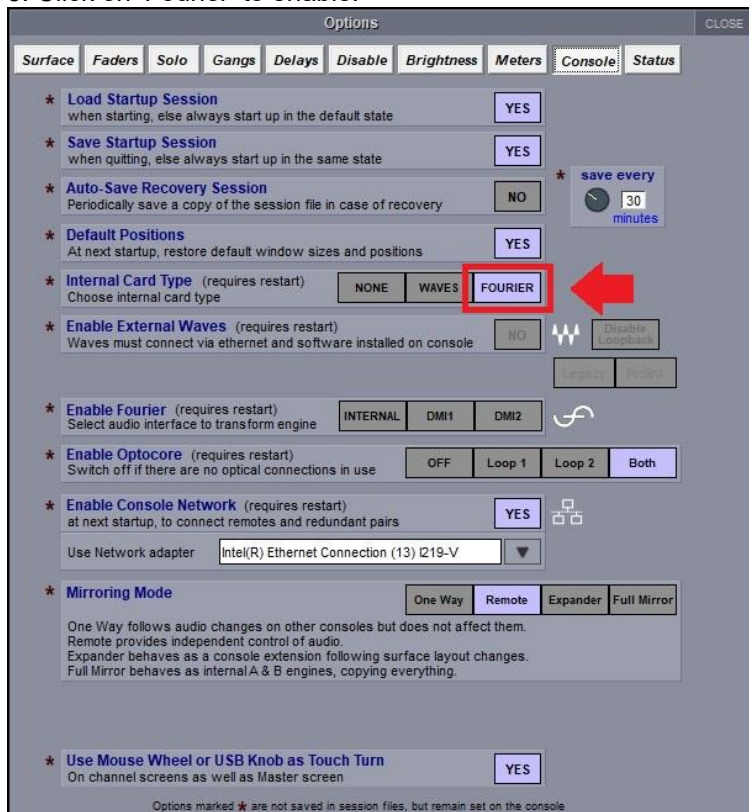 Options
CLOSE
Surface Faders Solo Gangs Delays Disable Brightness Meters Console Status
* Load Startup Session
when starting, else always start up in the default state
YES
* Save Startup Session
when quitting, else always start up in the same state
YES
* Auto-Save Recovery Session
Periodically save a copy of the session file in case of recovery
NO
* save every
30
minutes
* Default Positions
At next startup, restore default window sizes and positions
YES
* Internal Card Type (requires restart)
Choose internal card type
NONE WAVES FOURIER
* Enable External Waves (requires restart)
Waves must connect via ethernet and software installed on console
NO
Disable
Loopback
Legacy Prolink
* Enable Fourier (requires restart)
Select audio interface to transform engine
INTERNAL DMI1 DMI2
* Enable Optocore (requires restart)
Switch off if there are no optical connections in use
OFF Loop 1 Loop 2 Both
* Enable Console Network (requires restart)
at next startup, to connect remotes and redundant pairs
YES
Use Network adapter Intel(R) Ethernet Connection (13) I219-V
* Mirroring Mode
One Way Remote Expander Full Mirror
One Way follows audio changes on other consoles but does not affect them.
Remote provides independent control of audio.
Expander behaves as a console extension following surface layout changes.
Full Mirror behaves as internal A & B engines, copying everything.
* Use Mouse Wheel or USB Knob as Touch Turn
On channel screens as well as Master screen
YES
Options marked * are not saved in session files, but remain set on the console